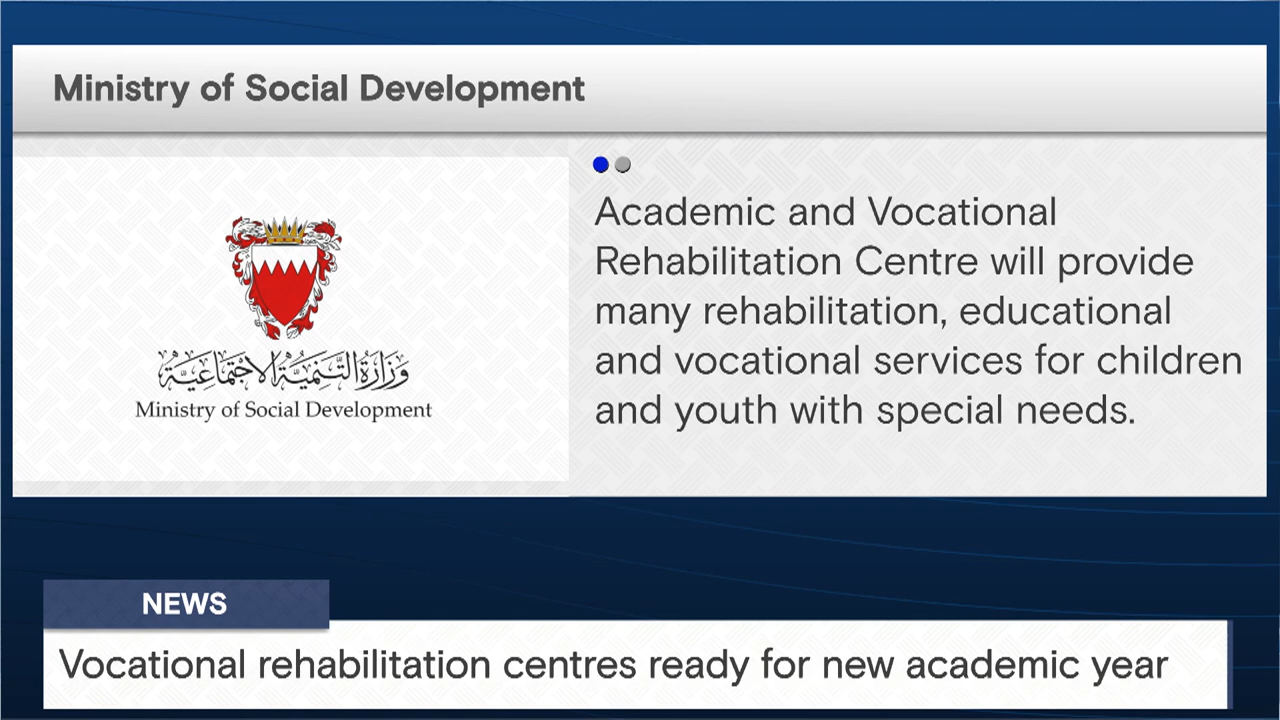 Ministry of Social Development
وزارة التنمية الاجتماعية
Ministry of Social Development
Academic and Vocational
Rehabilitation Centre will provide
many rehabilitation, educational
and vocational services for children
and youth with special needs.
NEWS
Vocational rehabilitation centres ready for new academic year